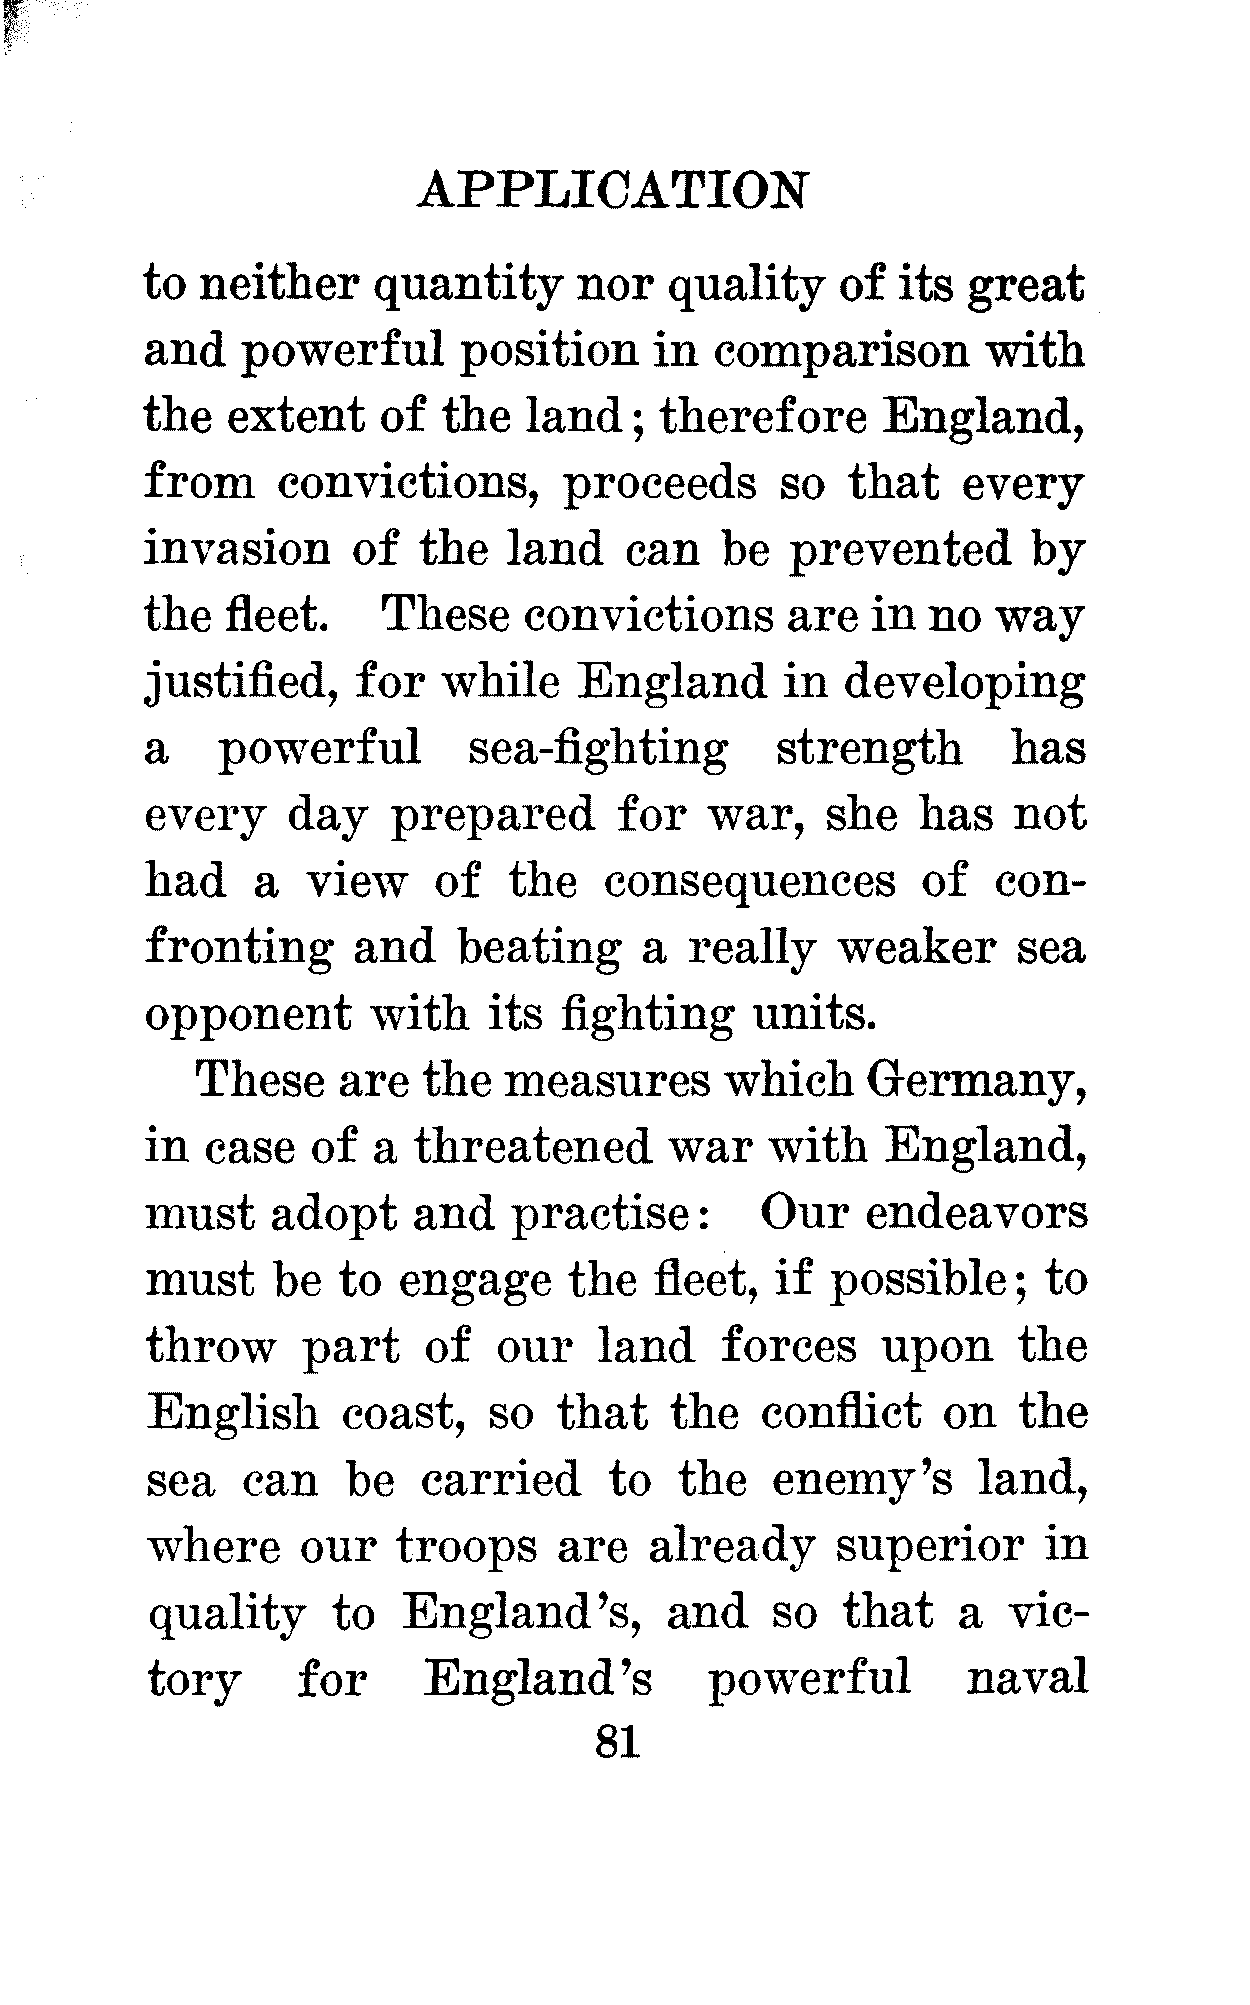 APPLICATION
to neither quantity nor quality of its great
and powerful position in comparison with
the extent of the land; therefore England,
from convictions, proceeds so that every
invasion of the land can be prevented by
the fleet. These convictions are in no way
justified, for while England in developing
a powerful sea-fighting strength has
every day prepared for war, she has not
had a view of the consequences of con-
fronting and beating a really weaker sea
opponent with its fighting units.
These are the measures which Germany,
in case of a threatened war with England,
must adopt and practise: Our endeavors
must be to engage the fleet, if possible; to
throw part of our land forces upon the
English coast, so that the conflict on the
sea can be carried to the enemy's land,
where our troops are already superior in
quality to England's, and so that a vic-
tory for England's powerful naval
81